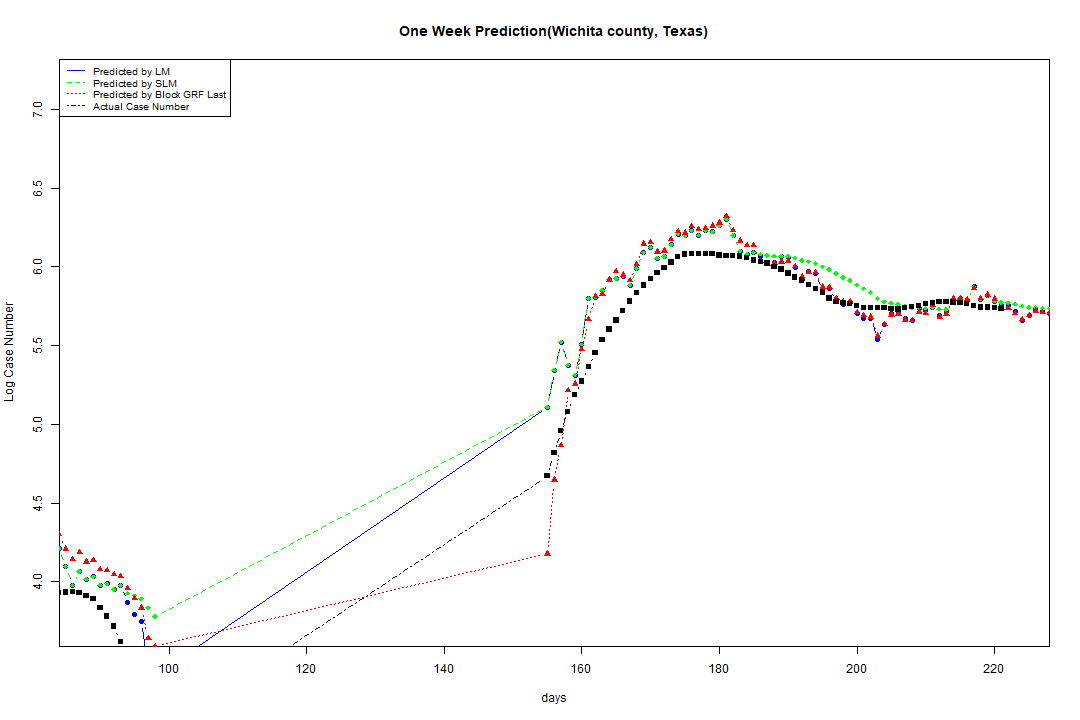 One Week Prediction(Wichita county, Texas)
Predicted by LM
Predicted by SLM
Predicted by Block GRF Last
Actual Case Number
7.0
6.5
6.0
5.5
5.0
4.5
4.0
Log Case Number
100 120 140 160 180 200 220
days